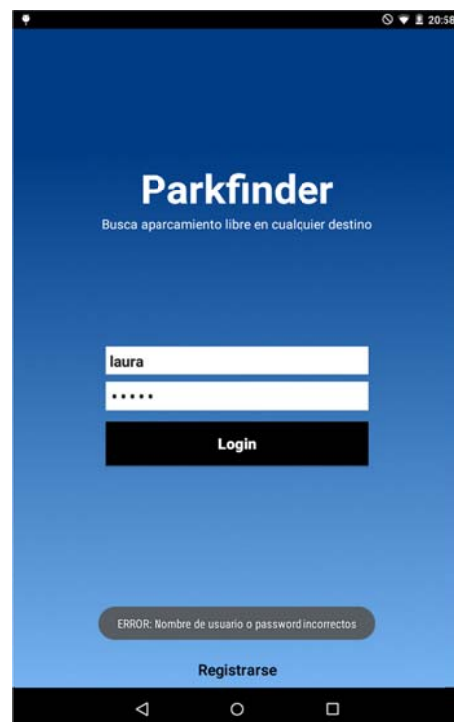 20:58
Parkfinder
Busca aparcamiento libre en cualquier destino
laura
•••••
Login
ERROR: Nombre de usuario o password incorrectos
Registrarse